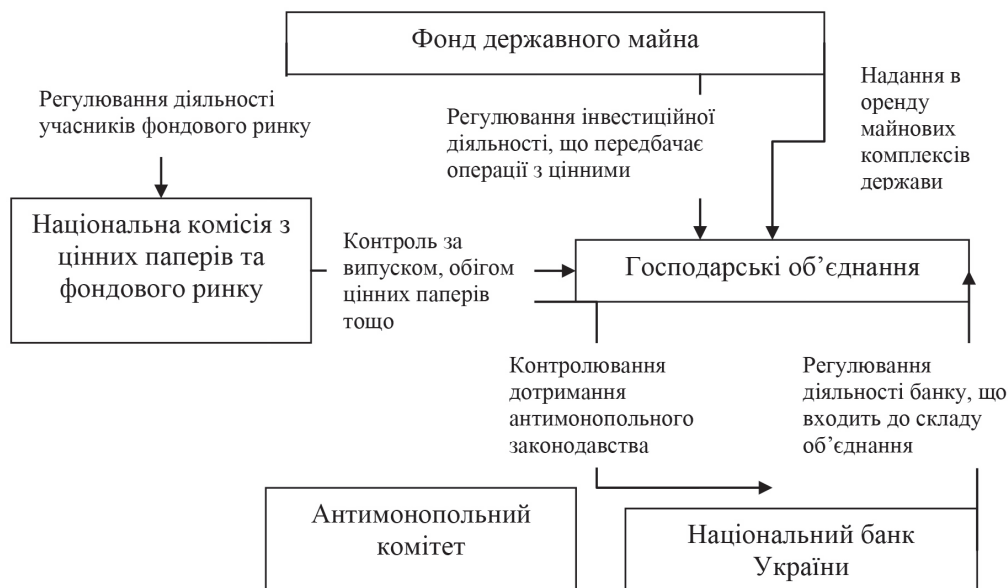 Фонд державного майна
Регулювання діяльності
учасників фондового ринку
Регулювання інвестиційної
діяльності, що передбачає
операції з цінними
Надання в
оренду
майнових
комплексів
держави
Національна комісія з
цінних паперів та
фондового ринку
Контроль за
випуском, обігом
цінних паперів
тощо
Господарські об’єднання
Контролювання
дотримання
антимонопольного
законодавства
Регулювання
діяльності банку, що
входить до складу
об’єднання
Антимонопольний
комітет
Національний банк
України